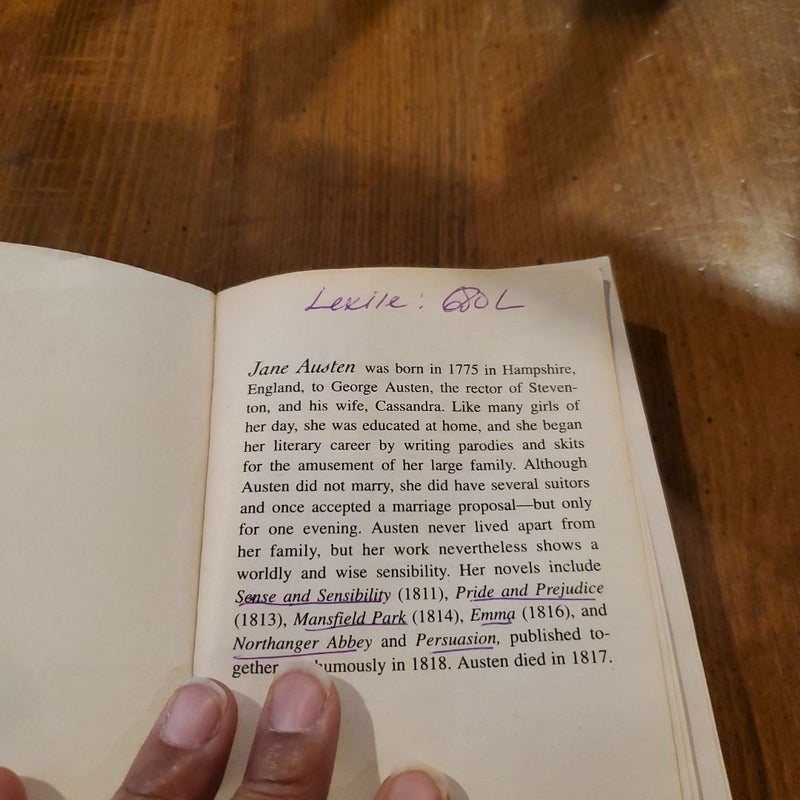 Lexile: 680L
Jane Austen was born in 1775 in Hampshire,
England, to George Austen, the rector of Steven-
ton, and his wife, Cassandra. Like many girls of
her day, she was educated at home, and she began
her literary career by writing parodies and skits
for the amusement of her large family. Although
Austen did not marry, she did have several suitors
and once accepted a marriage proposal—but only
for one evening. Austen never lived apart from
her family, but her work nevertheless shows a
worldly and wise sensibility. Her novels include
Sense and Sensibility (1811), Pride and Prejudice
(1813), Mansfield Park (1814), Emma (1816), and
Northanger Abbey and Persuasion, published to-
gether humously in 1818. Austen died in 1817.